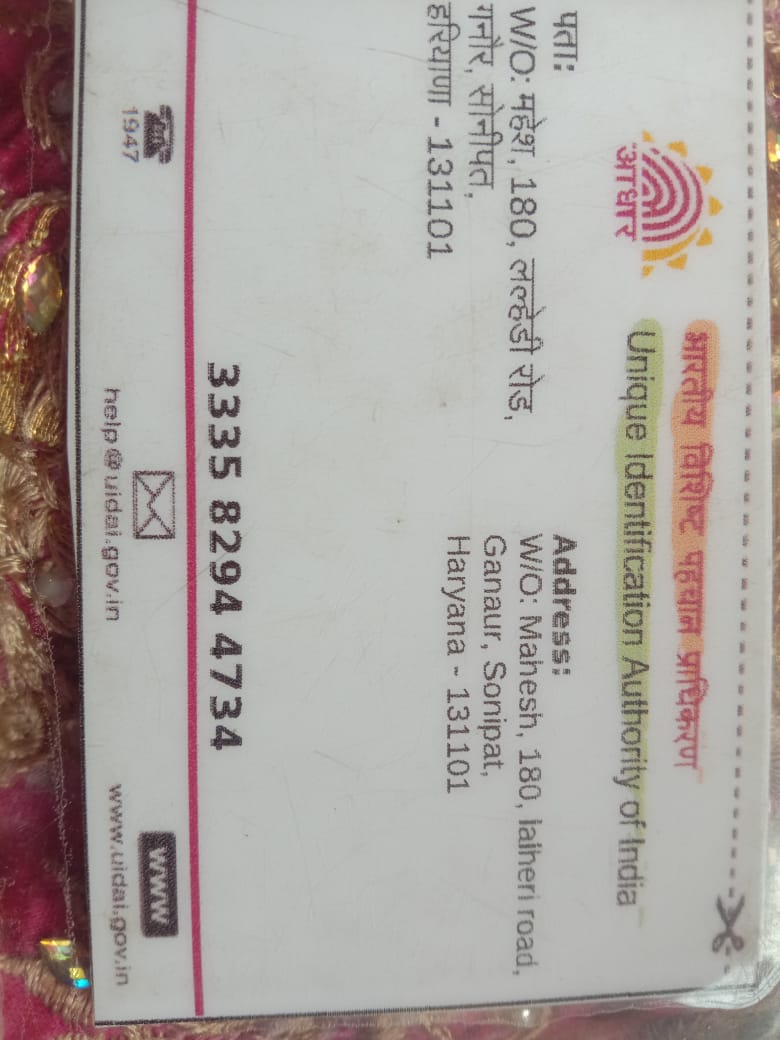 भारतीय विशिष्ट पहचान प्राधिकरण
Unique Identification Authority of India
आधार
पता:
W/O: महेश, 180, लल्हेडी रोड,
गनौर, सोनीपत,
हरियाणा - 131101
Address:
W/O: Mahesh, 180, lalheri road,
Ganaur, Sonipat,
Haryana - 131101
3335 8294 4734
1947
help@uidai.gov.in
www
www.uidai.gov.in